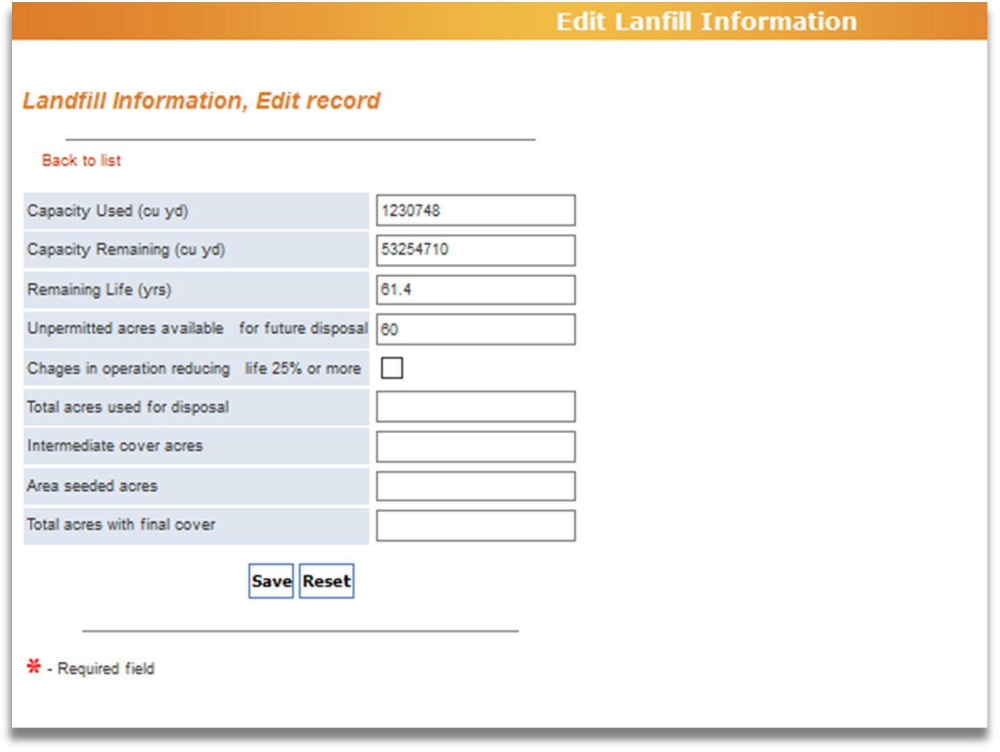 Edit Lanfill Information
Landfill Information, Edit record
Back to list
Capacity Used (cu yd) 1230748
Capacity Remaining (cu yd) 53254710
Remaining Life (yrs) 61.4
Unpermitted acres available for future disposal 60
Chages in operation reducing life 25% or more
Total acres used for disposal
Intermediate cover acres
Area seeded acres
Total acres with final cover
Save Reset
* - Required field